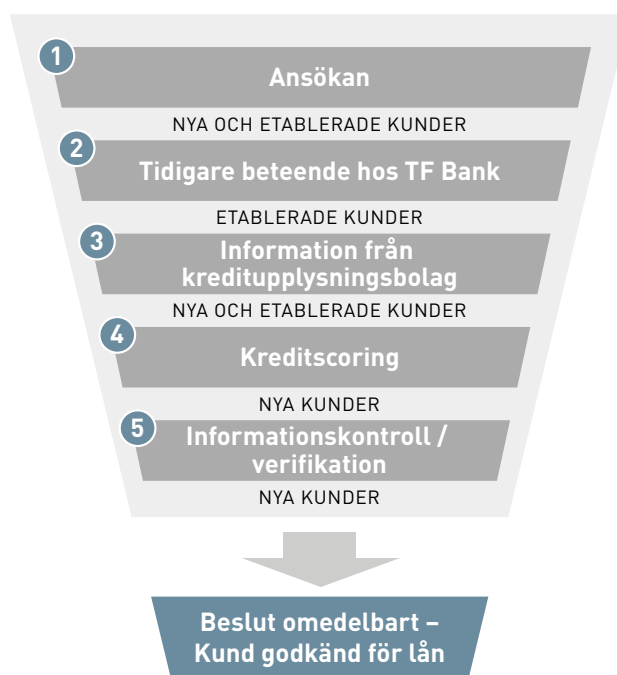 1
Ansökan
NYA OCH ETABLERADE KUNDER
2
Tidigare beteende hos TF Bank
ETABLERADE KUNDER
3
Information från
kreditupplysningsbolag
NYA OCH ETABLERADE KUNDER
4
Kreditscoring
NYA KUNDER
5
Informationskontroll /
verifikation
NYA KUNDER
Beslut omedelbart –
Kund godkänd för lån